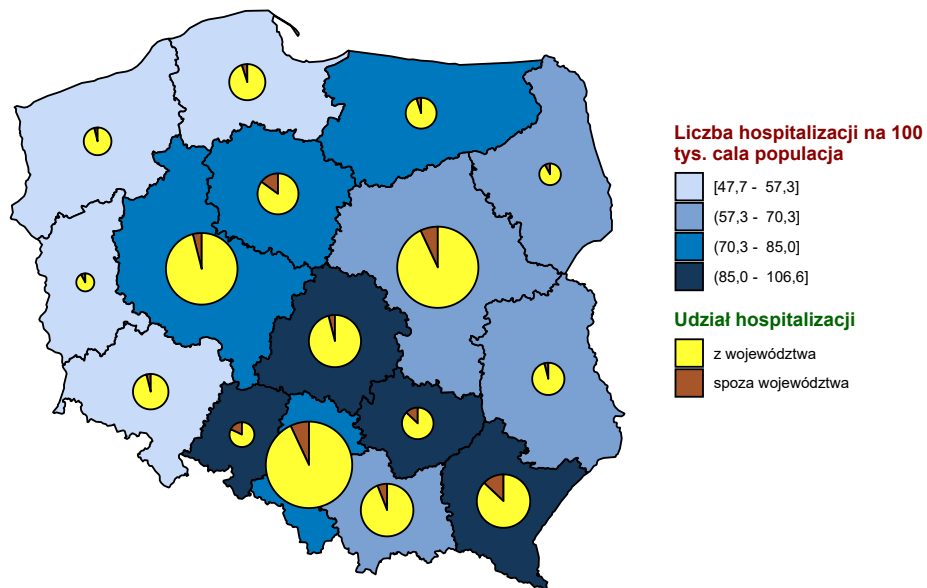 Liczba hospitalizacji na 100
tys. cala populacja
[47,7 - 57,3]
(57,3 - 70,3]
(70,3 - 85,0]
(85,0 - 106,6]
Udział hospitalizacji
z województwa
spoza województwa